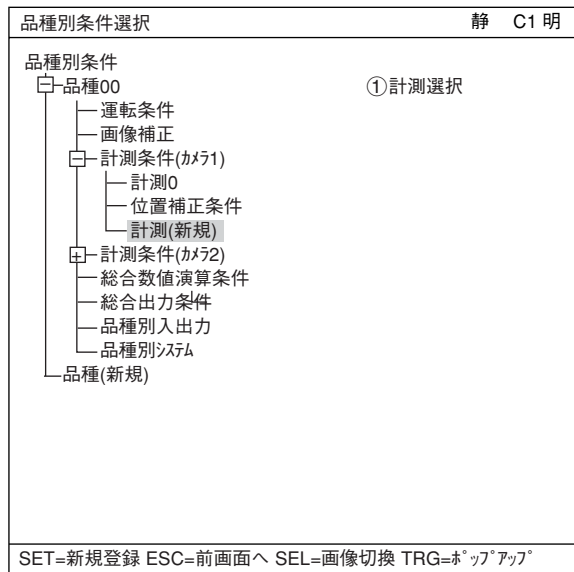 品種別条件選択 静 C1 明
品種別条件
品種00 ①計測選択
運転条件
画像補正
計測条件(ｶﾒﾗ1)
計測0
位置補正条件
計測(新規)
計測条件(ｶﾒﾗ2)
総合数値演算条件
総合出力条件
品種別入出力
品種別ｼｽﾃﾑ
品種(新規)
SET=新規登録 ESC=前画面へ SEL=画像切換 TRG=ﾎﾟｯﾌﾟｱｯﾌﾟ